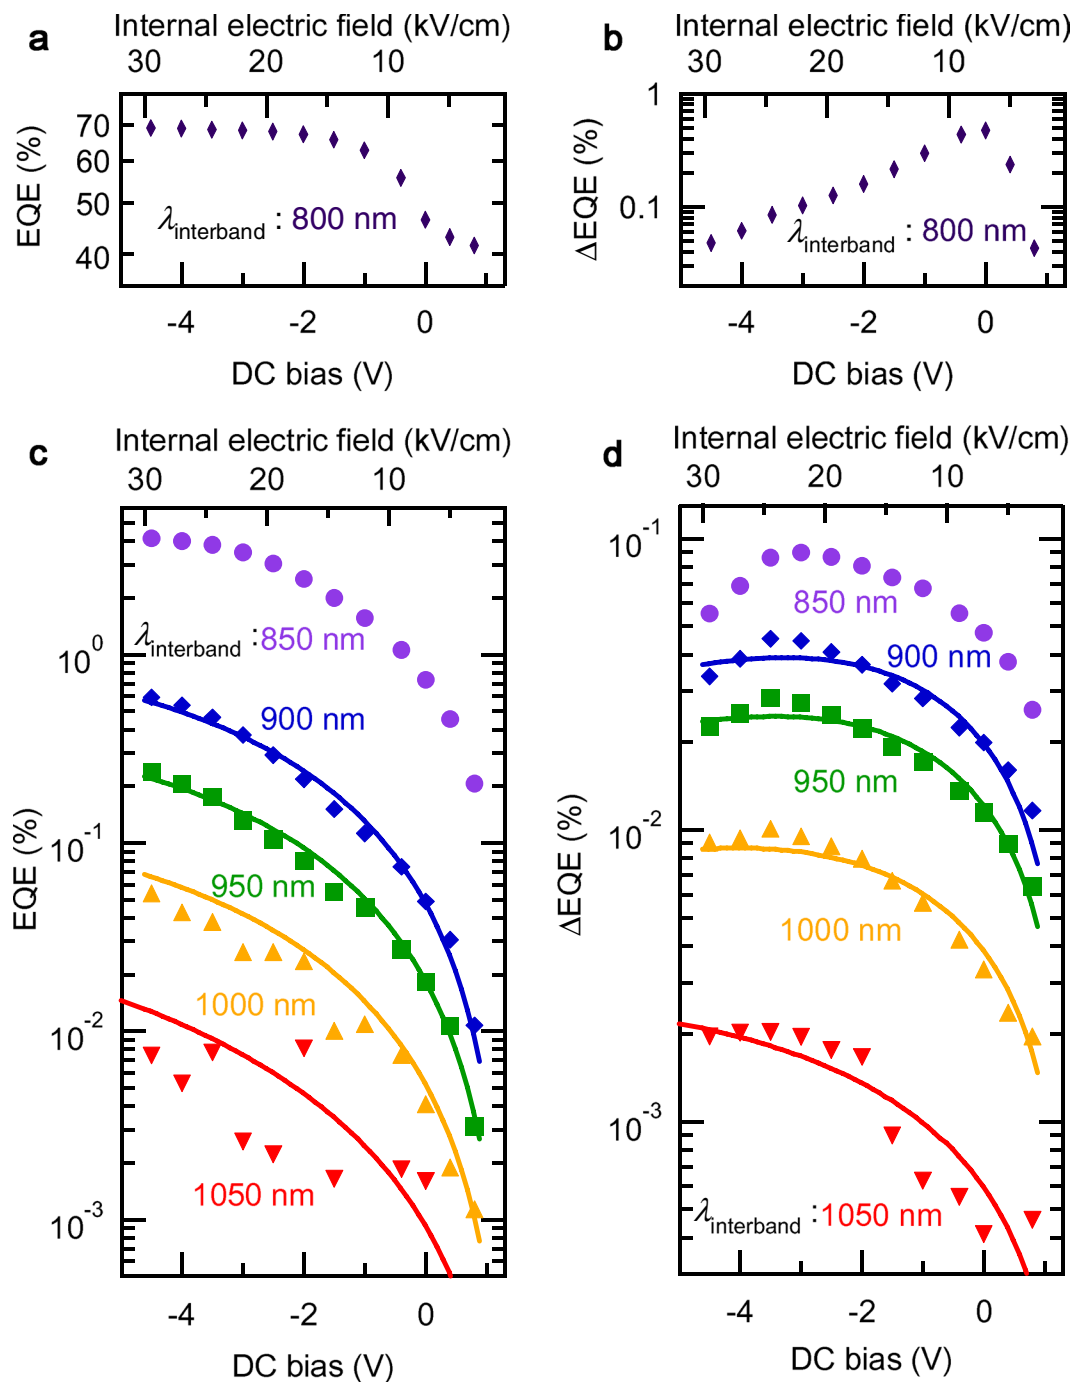 a
Internal electric field (kV/cm)
30 20 10
EQE (%)
70
60
50
40
λinterband : 800 nm
-4 -2 0
DC bias (V)
b
Internal electric field (kV/cm)
30 20 10
ΔEQE (%)
1
0.1
λinterband : 800 nm
-4 -2 0
DC bias (V)
c
Internal electric field (kV/cm)
30 20 10
EQE (%)
10^0
10^-1
10^-2
10^-3
λinterband :850 nm
900 nm
950 nm
1000 nm
1050 nm
-4 -2 0
DC bias (V)
d
Internal electric field (kV/cm)
30 20 10
ΔEQE (%)
10^-1
10^-2
10^-3
850 nm
900 nm
950 nm
1000 nm
λinterband :1050 nm
-4 -2 0
DC bias (V)